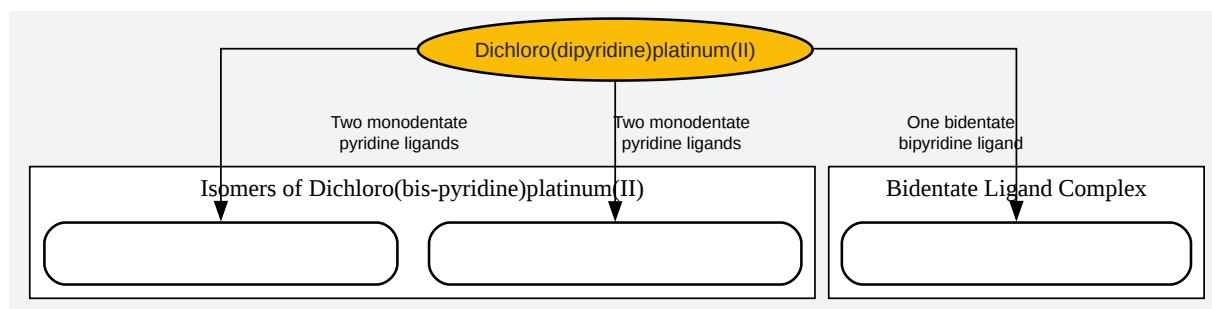 Dichloro(dipyridine)platinum(II)
Two monodentate
pyridine ligands
Two monodentate
pyridine ligands
One bidentate
bipyridine ligand
Isomers of Dichloro(bis-pyridine)platinum(II)
Bidentate Ligand Complex